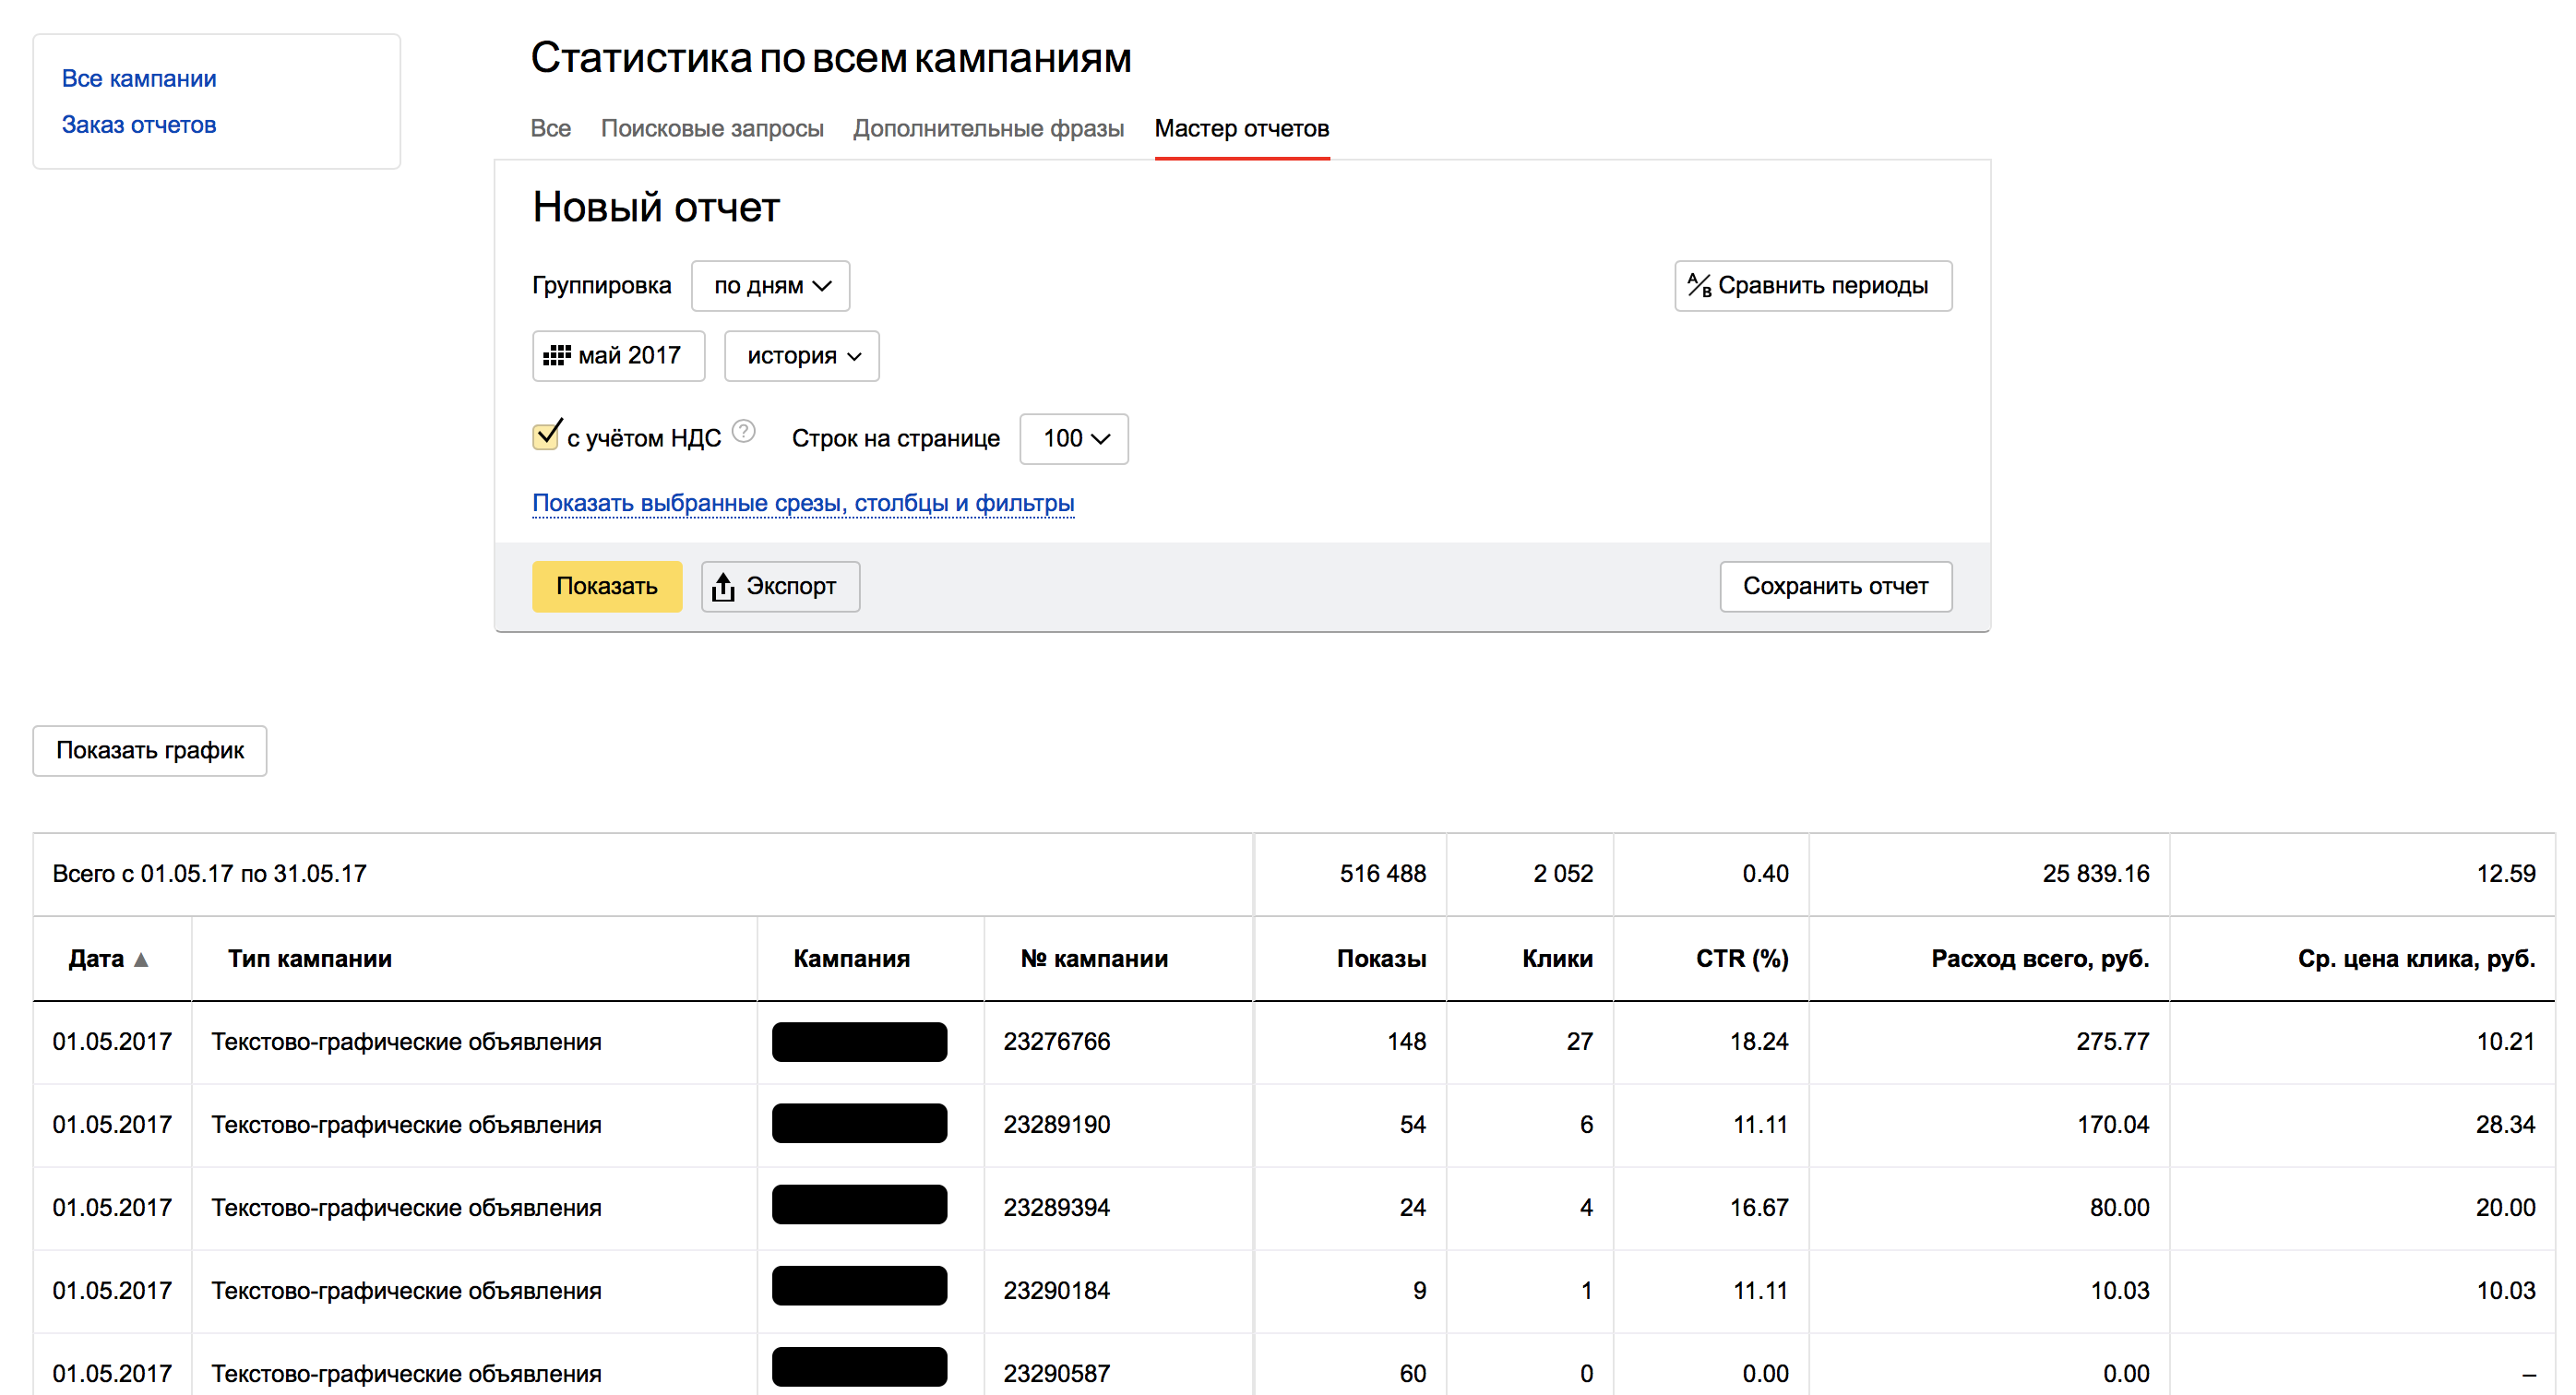 Все кампании
Заказ отчетов
Статистика по всем кампаниям
Все Поисковые запросы Дополнительные фразы Мастер отчетов
Новый отчет
Группировка по дням A/B Сравнить периоды
май 2017 история
с учётом НДС ? Строк на странице 100
Показать выбранные срезы, столбцы и фильтры
Показать Экспорт Сохранить отчет
Показать график
Всего с 01.05.17 по 31.05.17 516 488 2 052 0.40 25 839.16 12.59
Дата ▲ Тип кампании Кампания № кампании Показы Клики CTR (%) Расход всего, руб. Ср. цена клика, руб.
01.05.2017 Текстово-графические объявления 23276766 148 27 18.24 275.77 10.21
01.05.2017 Текстово-графические объявления 23289190 54 6 11.11 170.04 28.34
01.05.2017 Текстово-графические объявления 23289394 24 4 16.67 80.00 20.00
01.05.2017 Текстово-графические объявления 23290184 9 1 11.11 10.03 10.03
01.05.2017 Текстово-графические объявления 23290587 60 0 0.00 0.00 –